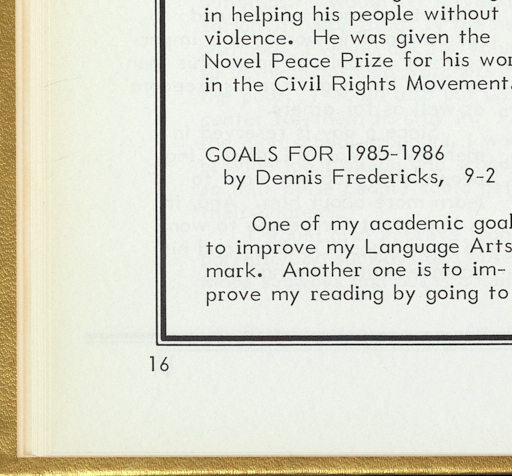 in helping his people without
violence. He was given the
Novel Peace Prize for his wor
in the Civil Rights Movement.
GOALS FOR 1985-1986
by Dennis Fredericks, 9-2
One of my academic goal
to improve my Language Arts
mark. Another one is to im-
prove my reading by going to
16